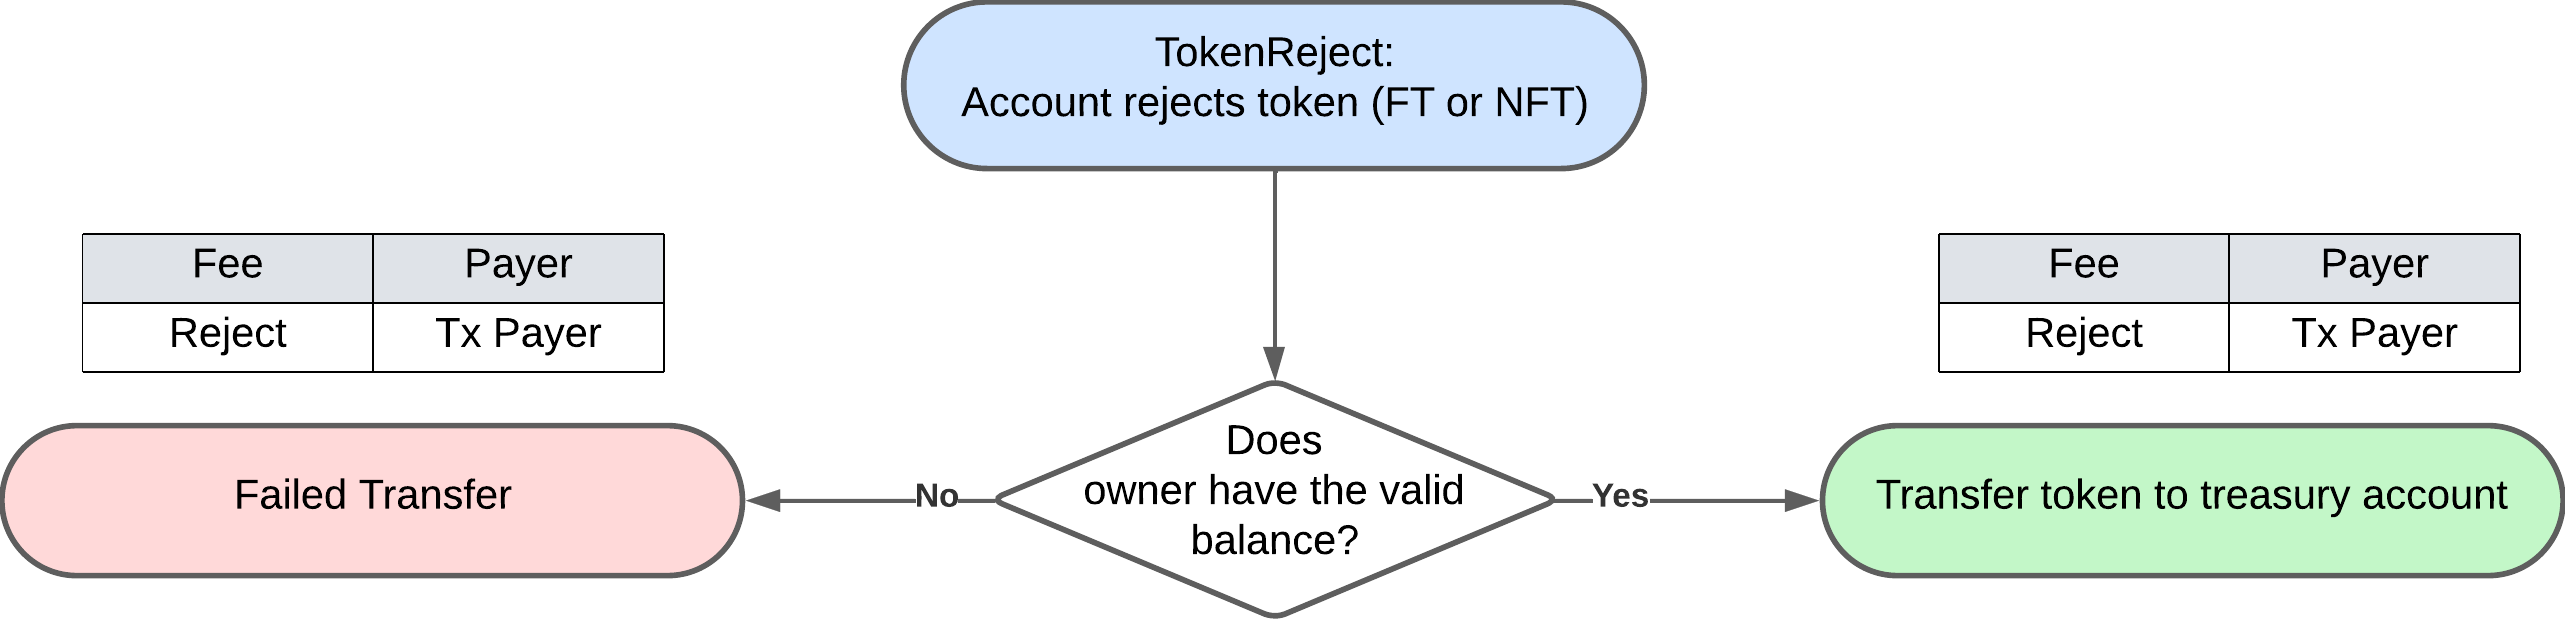 TokenReject:
Account rejects token (FT or NFT)
Fee Payer
Reject Tx Payer
Fee Payer
Reject Tx Payer
Failed Transfer
No
Does
owner have the valid
balance?
Yes
Transfer token to treasury account